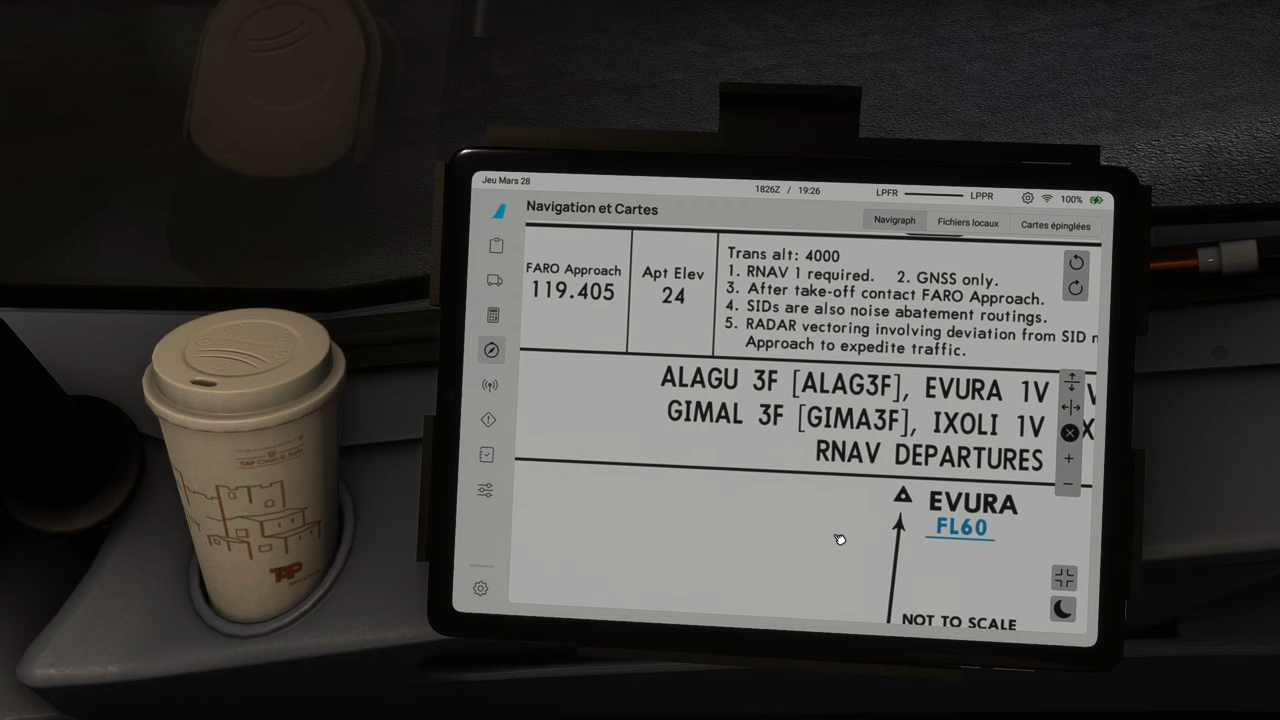 Jeu Mars 28
1826Z / 19:26
LPFR
LPPR
100%
Navigation et Cartes
Navigraph
Fichiers locaux
Cartes épinglées
FARO Approach
119.405
Apt Elev
24
Trans alt: 4000
1. RNAV 1 required. 2. GNSS only.
3. After take-off contact FARO Approach.
4. SIDs are also noise abatement routings.
5. RADAR vectoring involving deviation from SID
Approach to expedite traffic.
ALAGU 3F [ALAG3F], EVURA 1V
GIMAL 3F [GIMA3F], IXOLI 1V
RNAV DEPARTURES
EVURA
FL60
NOT TO SCALE
TAP Clean & Safe
TAP